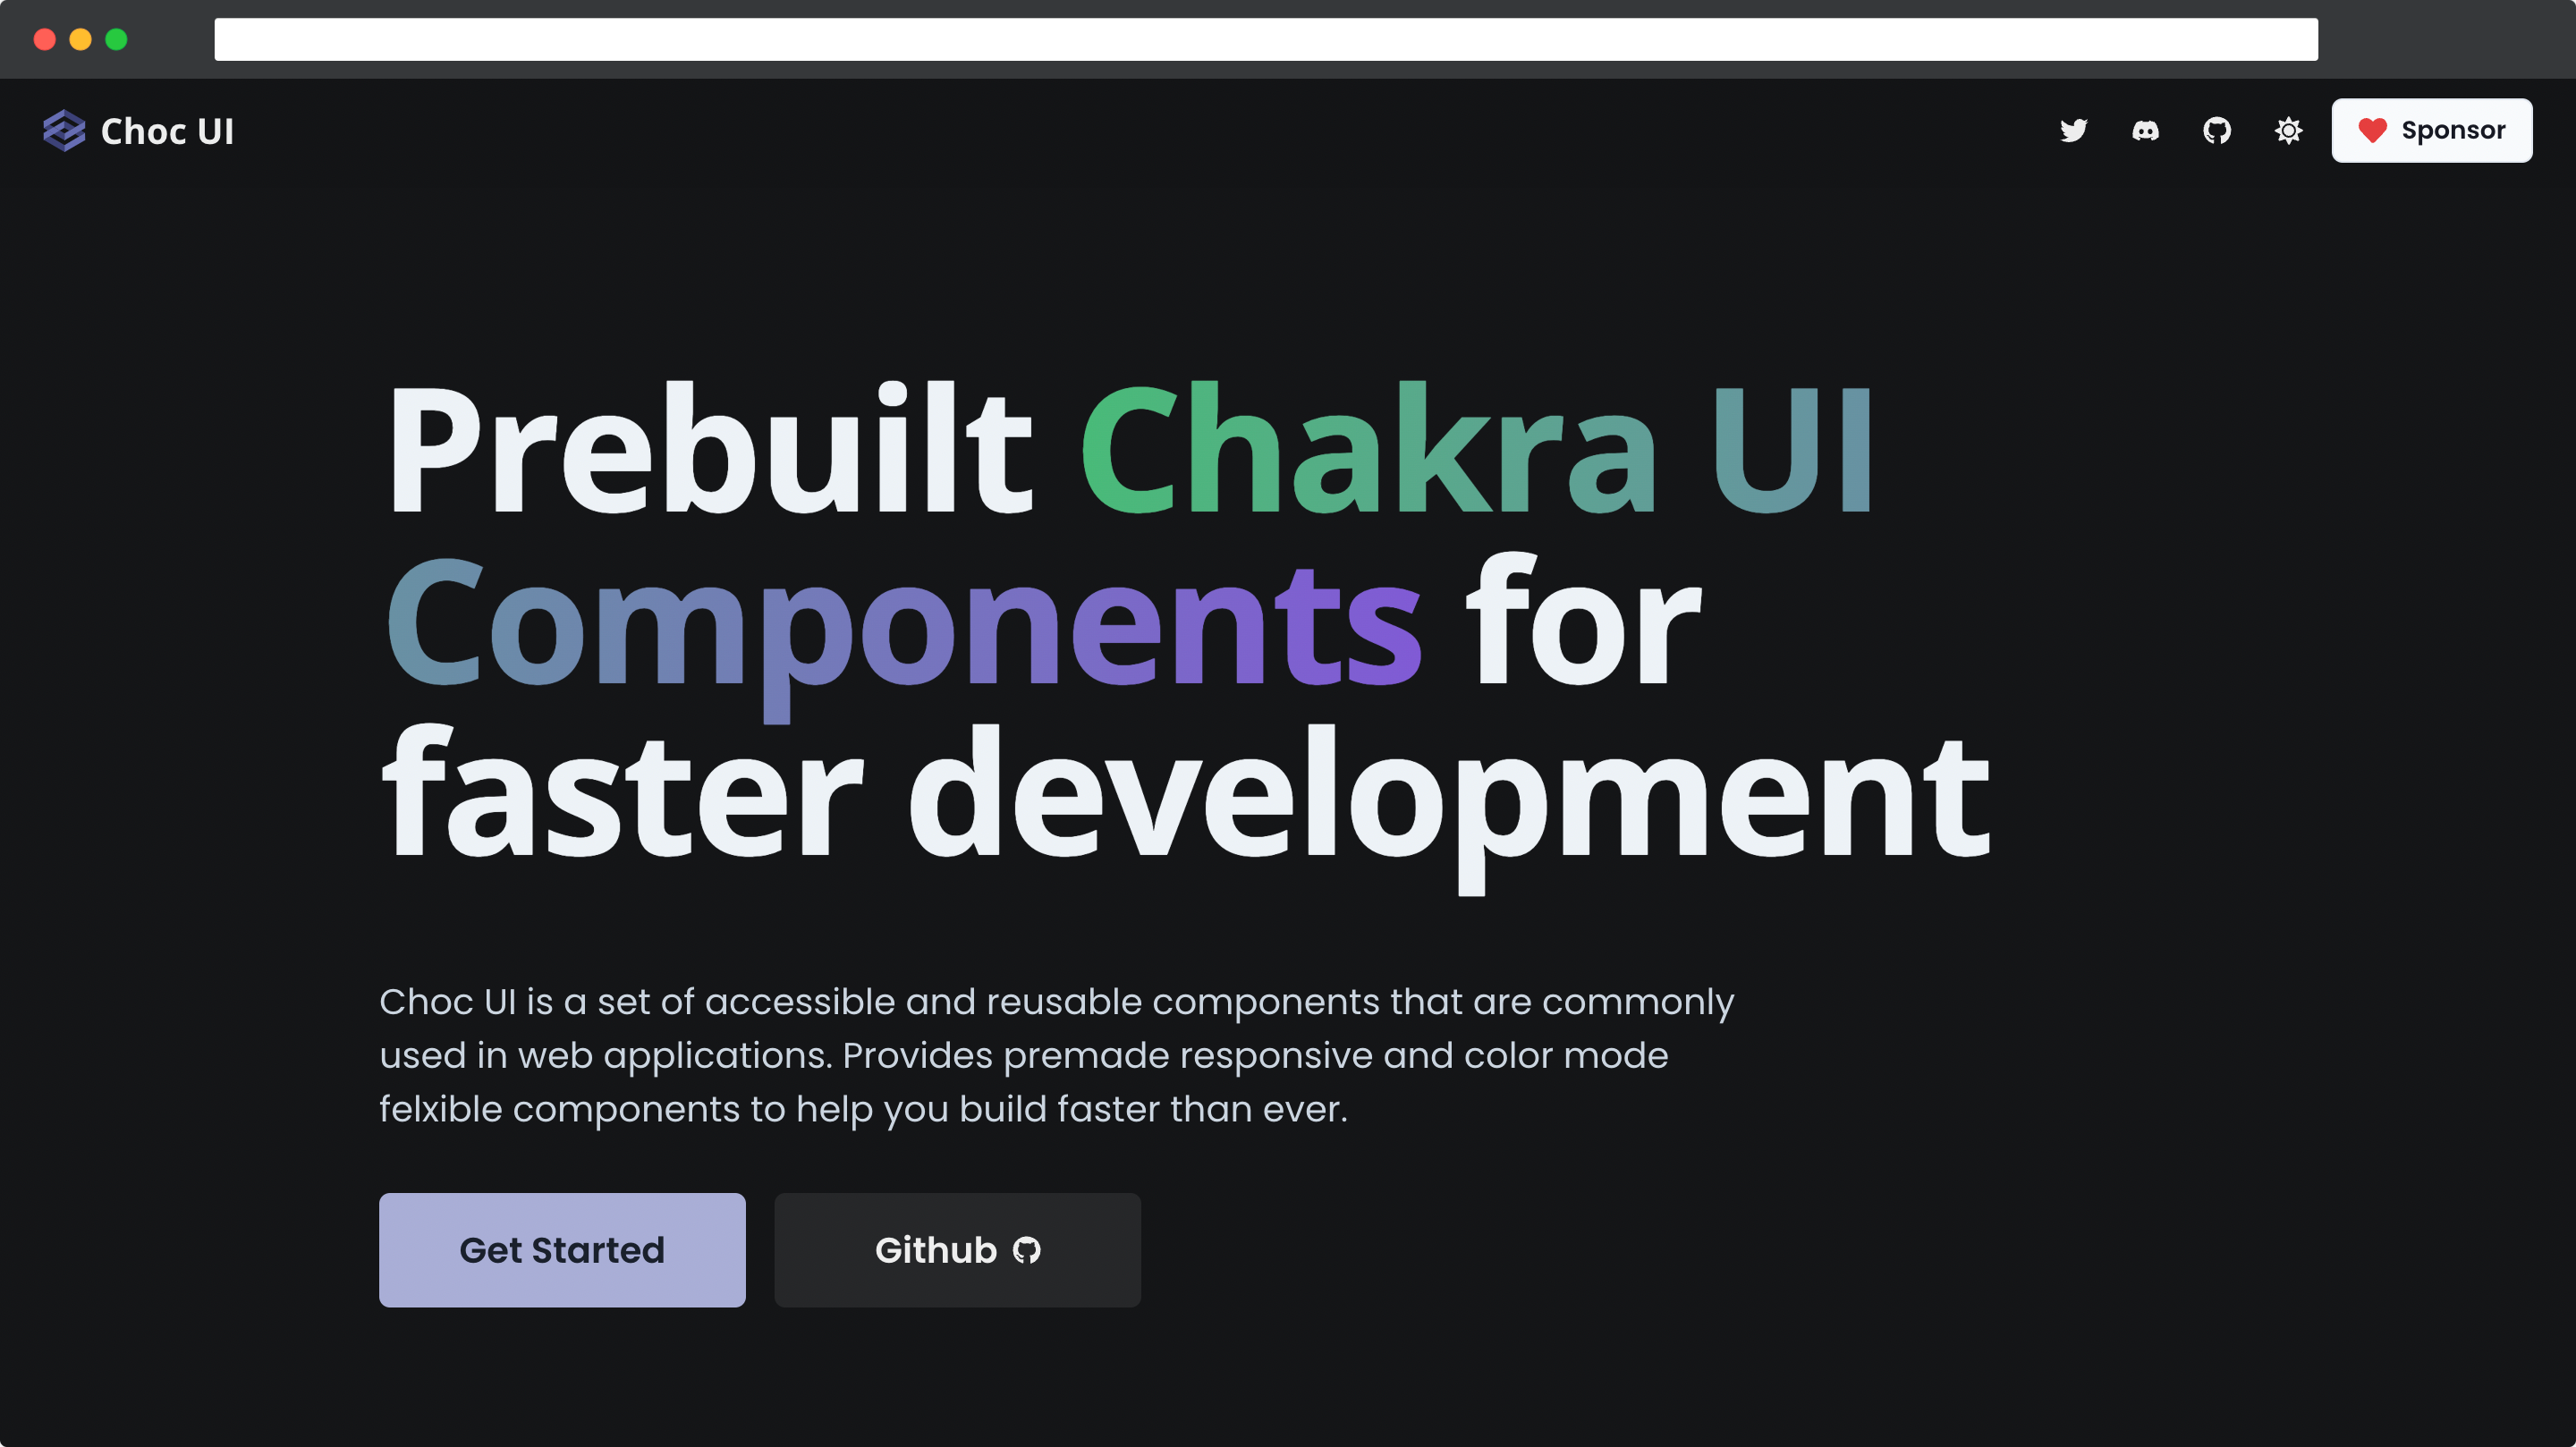 Choc UI
Sponsor
Prebuilt Chakra UI
Components for
faster development
Choc UI is a set of accessible and reusable components that are commonly
used in web applications. Provides premade responsive and color mode
felxible components to help you build faster than ever.
Get Started
Github